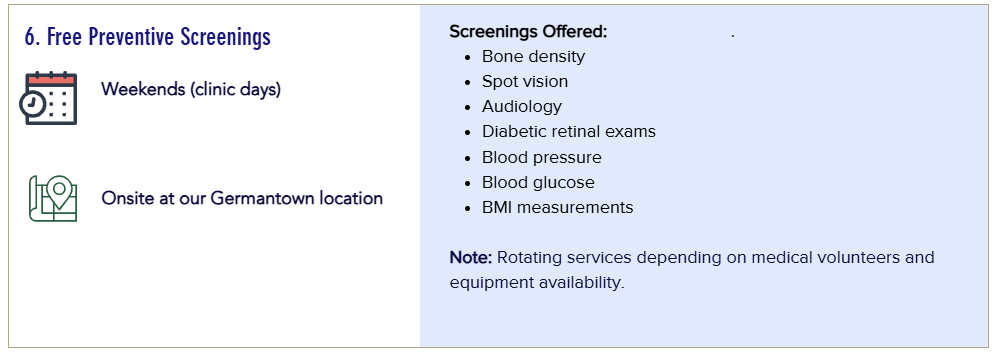 6. Free Preventive Screenings
Weekends (clinic days)
Onsite at our Germantown location
Screenings Offered: .
• Bone density
• Spot vision
• Audiology
• Diabetic retinal exams
• Blood pressure
• Blood glucose
• BMI measurements
Note: Rotating services depending on medical volunteers and
equipment availability.